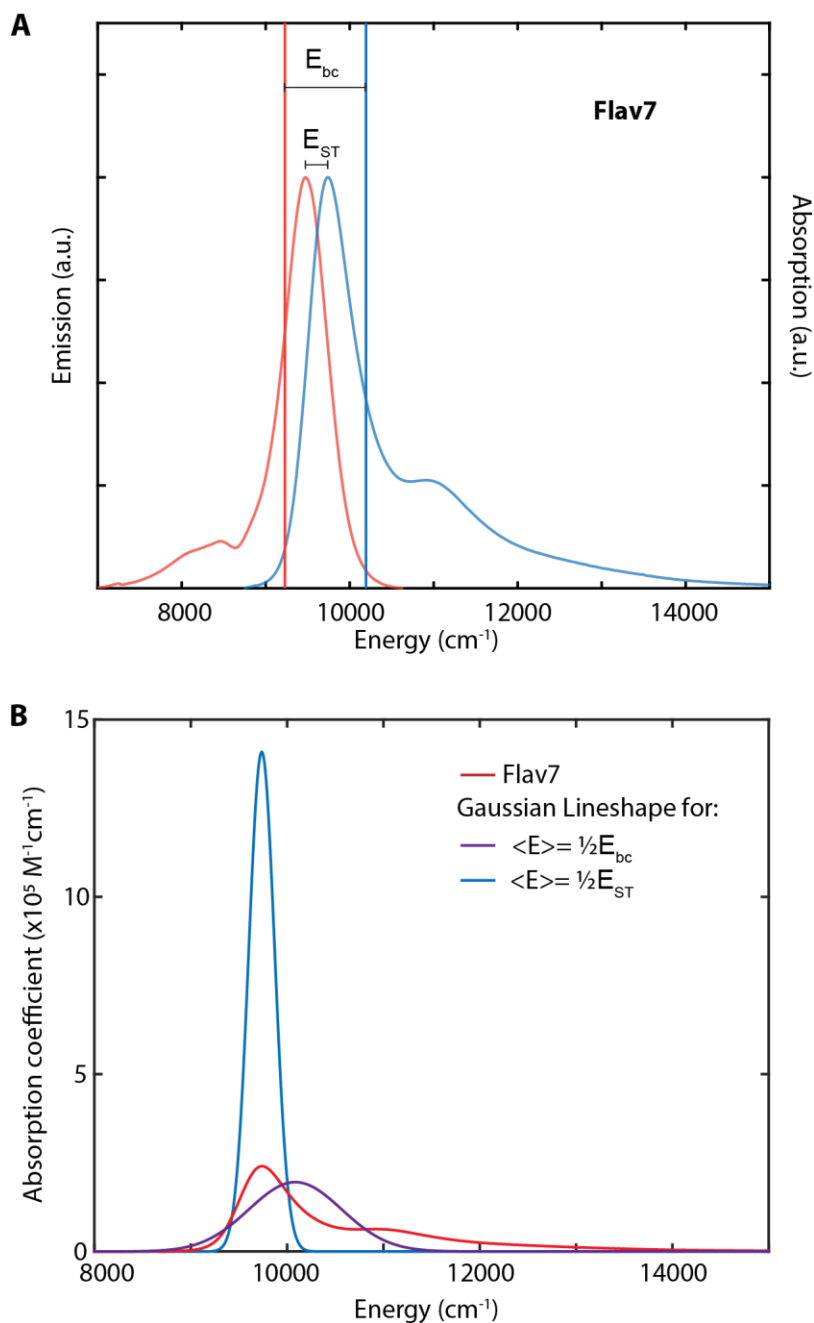 A
E_bc
E_ST
Flav7
Emission (a.u.)
Absorption (a.u.)
8000 10000 12000 14000
Energy (cm⁻¹)
B
15
10
5
0
Absorption coefficient (x10⁵ M⁻¹cm⁻¹)
Flav7
Gaussian Lineshape for:
<E>= ½E_bc
<E>= ½E_ST
8000 10000 12000 14000
Energy (cm⁻¹)